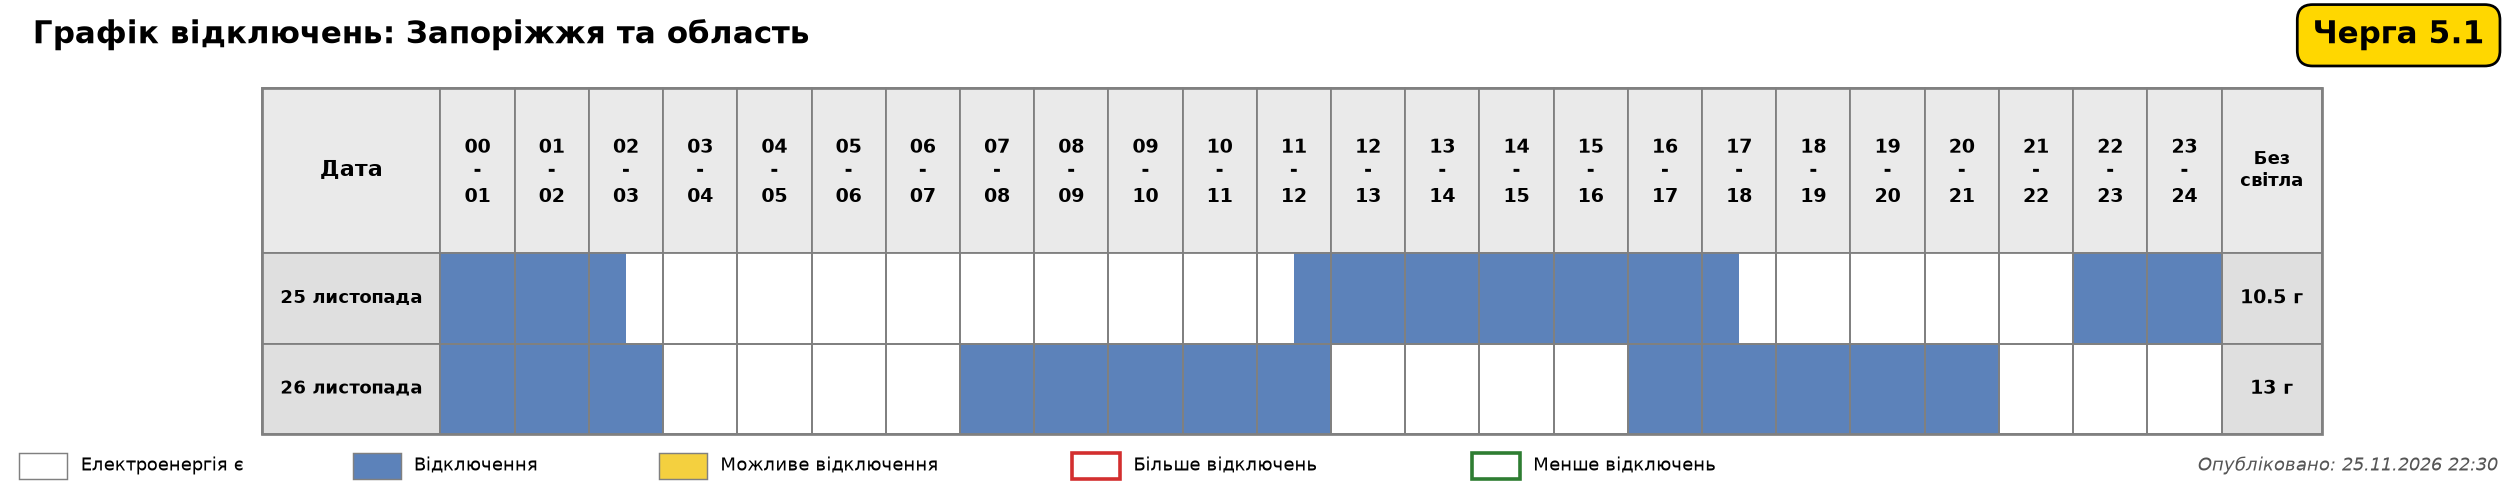 Графік відключень: Запоріжжя та область
Черга 5.1
Дата
00 - 01
01 - 02
02 - 03
03 - 04
04 - 05
05 - 06
06 - 07
07 - 08
08 - 09
09 - 10
10 - 11
11 - 12
12 - 13
13 - 14
14 - 15
15 - 16
16 - 17
17 - 18
18 - 19
19 - 20
20 - 21
21 - 22
22 - 23
23 - 24
Без
світла
25 листопада
10.5 г
26 листопада
13 г
Електроенергія є
Відключення
Можливе відключення
Більше відключень
Менше відключень
Опубліковано: 25.11.2026 22:30